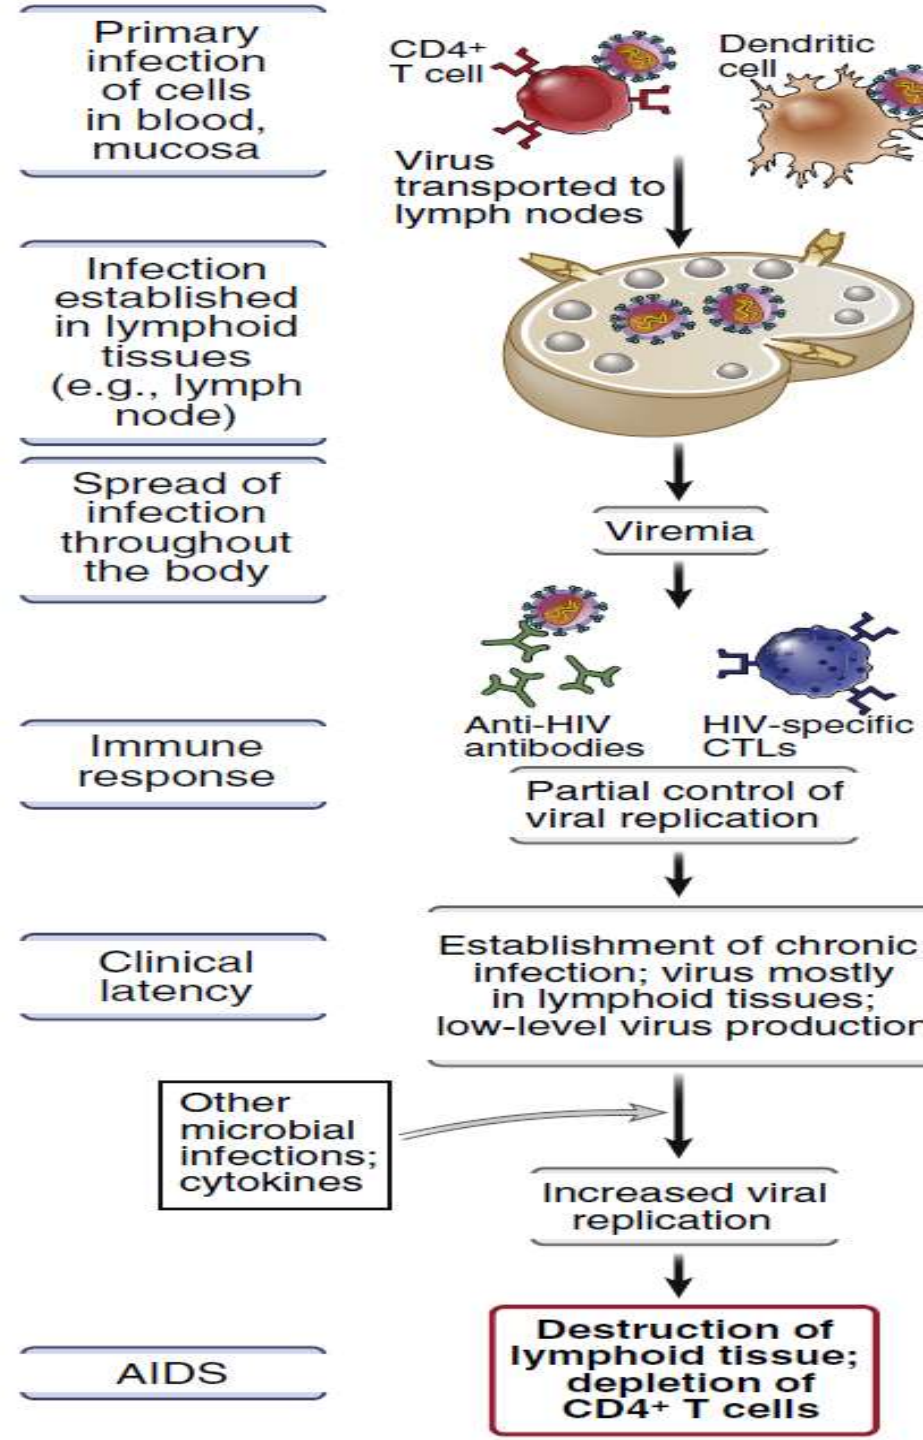 Primary
infection
of cells
in blood,
mucosa
CD4+
T cell
Dendritic
cell
Virus
transported to
lymph nodes
Infection
established
in lymphoid
tissues
(e.g., lymph
node)
Spread of
infection
throughout
the body
Viremia
Anti-HIV
antibodies
HIV-specific
CTLs
Immune
response
Partial control of
viral replication
Clinical
latency
Establishment of chronic
infection; virus mostly
in lymphoid tissues;
low-level virus production
Other
microbial
infections;
cytokines
Increased viral
replication
AIDS
Destruction of
lymphoid tissue;
depletion of
CD4+ T cells